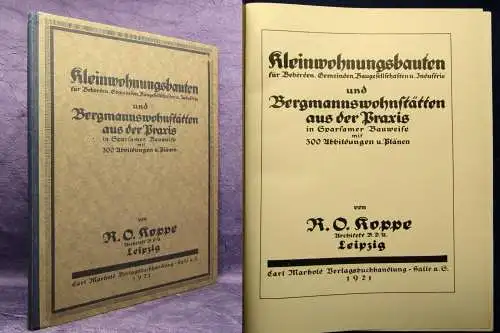 Kleinwohnungsbauten
für Behörden, Gemeinden, Baugesellschaften u. Industrie
und
Bergmannswohnstätten
aus der Praxis
in Sparsamer Bauweise
mit
300 Abbildungen u. Plänen
von
R. O. Koppe
Architekt B.D.A.
Leipzig
Carl Marhold Verlagsbuchhandlung - Halle a. S.
1921
Kleinwohnungsbauten
für Behörden, Gemeinden, Baugesellschaften u. Industrie
und
Bergmannswohnstätten
aus der Praxis
in Sparsamer Bauweise
mit
300 Abbildungen u. Plänen
von
R. O. Koppe
Architekt B.D.A.
Leipzig
Carl Marhold Verlagsbuchhandlung - Halle a. S.
1921